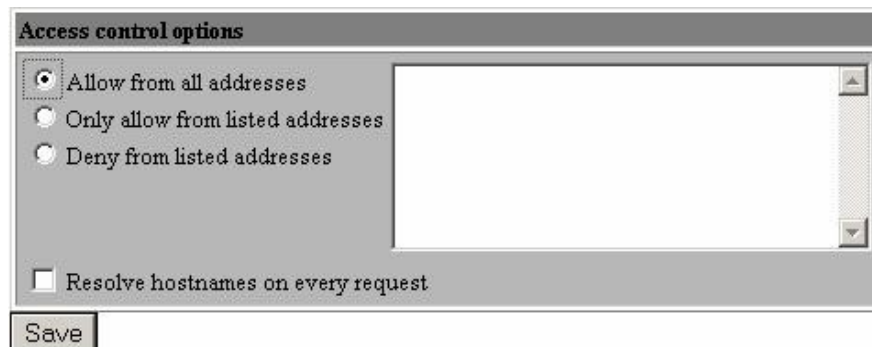 Access control options
Allow from all addresses
Only allow from listed addresses
Deny from listed addresses
Resolve hostnames on every request
Save